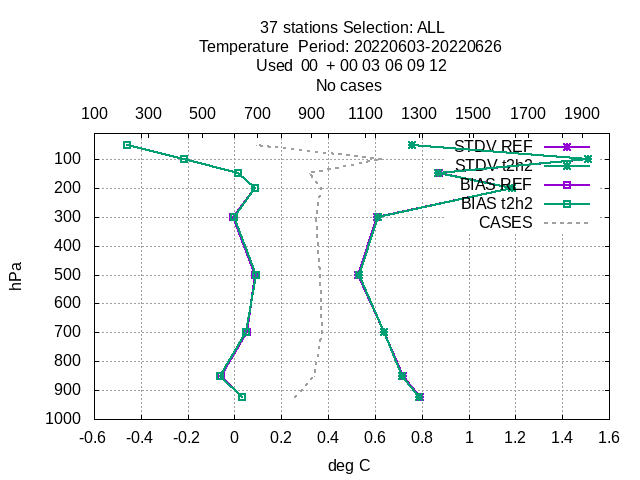 37 stations Selection: ALL
Temperature  Period: 20220603-20220626
Used  00  + 00 03 06 09 12
No cases
100 300 500 700 900 1100 1300 1500 1700 1900
STDV REF
STDV t2h2
BIAS REF
BIAS t2h2
CASES
hPa
100
200
300
400
500
600
700
800
900
1000
-0.6 -0.4 -0.2 0 0.2 0.4 0.6 0.8 1 1.2 1.4 1.6
deg C